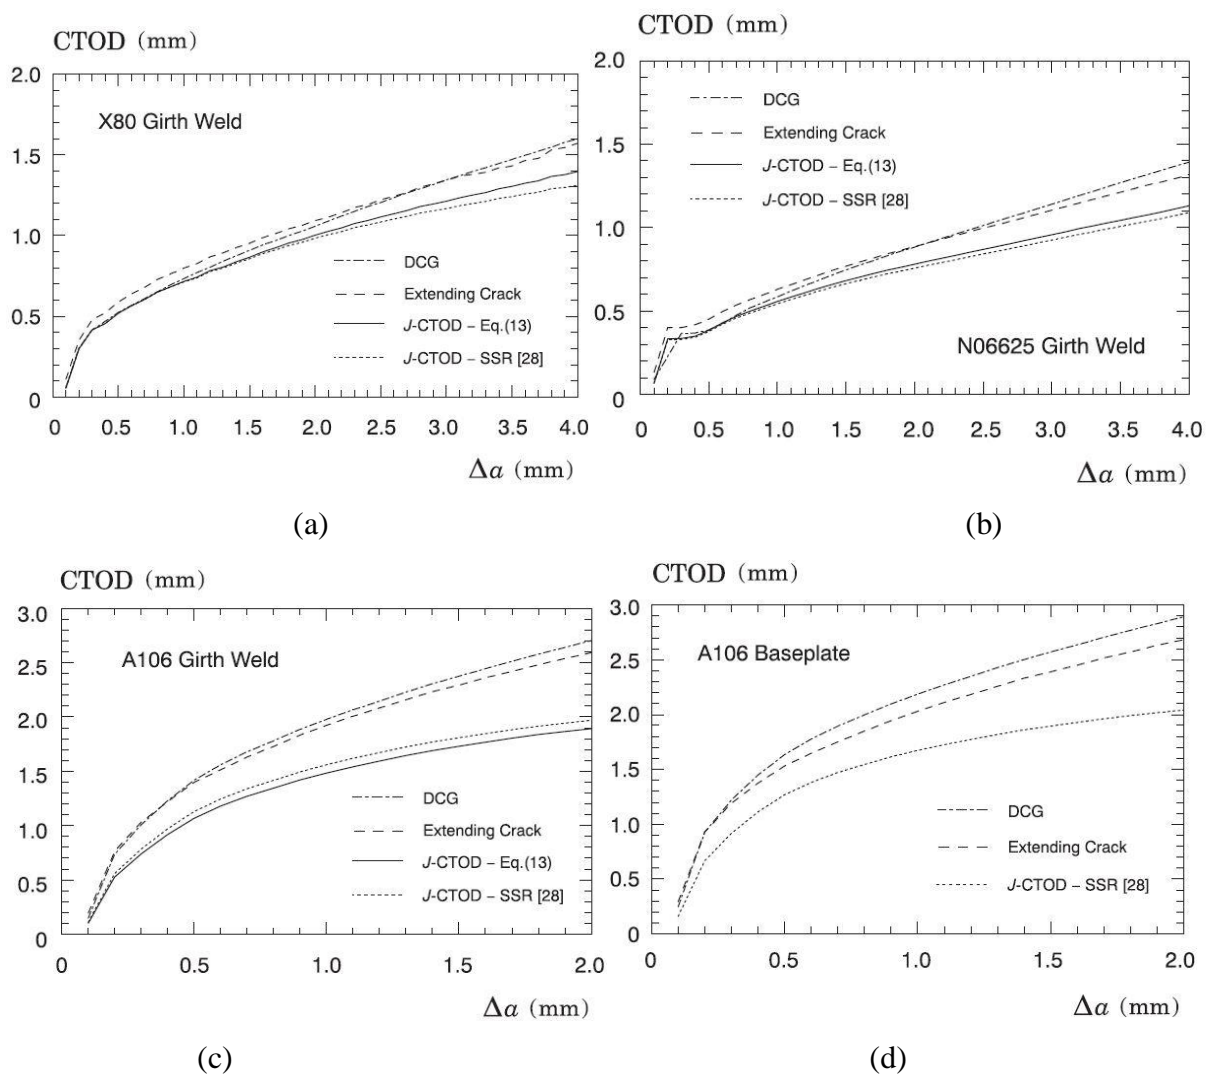 CTOD (mm)
2.0
1.5
1.0
0.5
0
X80 Girth Weld
DCG
Extending Crack
J-CTOD – Eq.(13)
J-CTOD – SSR [28]
0 0.5 1.0 1.5 2.0 2.5 3.0 3.5 4.0
Δa (mm)
(a)
CTOD (mm)
2.0
1.5
1.0
0.5
0
DCG
Extending Crack
J-CTOD – Eq.(13)
J-CTOD – SSR [28]
N06625 Girth Weld
0 0.5 1.0 1.5 2.0 2.5 3.0 3.5 4.0
Δa (mm)
(b)
CTOD (mm)
3.0
2.5
2.0
1.5
1.0
0.5
0
A106 Girth Weld
DCG
Extending Crack
J-CTOD – Eq.(13)
J-CTOD – SSR [28]
0 0.5 1.0 1.5 2.0
Δa (mm)
(c)
CTOD (mm)
3.0
2.5
2.0
1.5
1.0
0.5
0
A106 Baseplate
DCG
Extending Crack
J-CTOD – SSR [28]
0 0.5 1.0 1.5 2.0
Δa (mm)
(d)